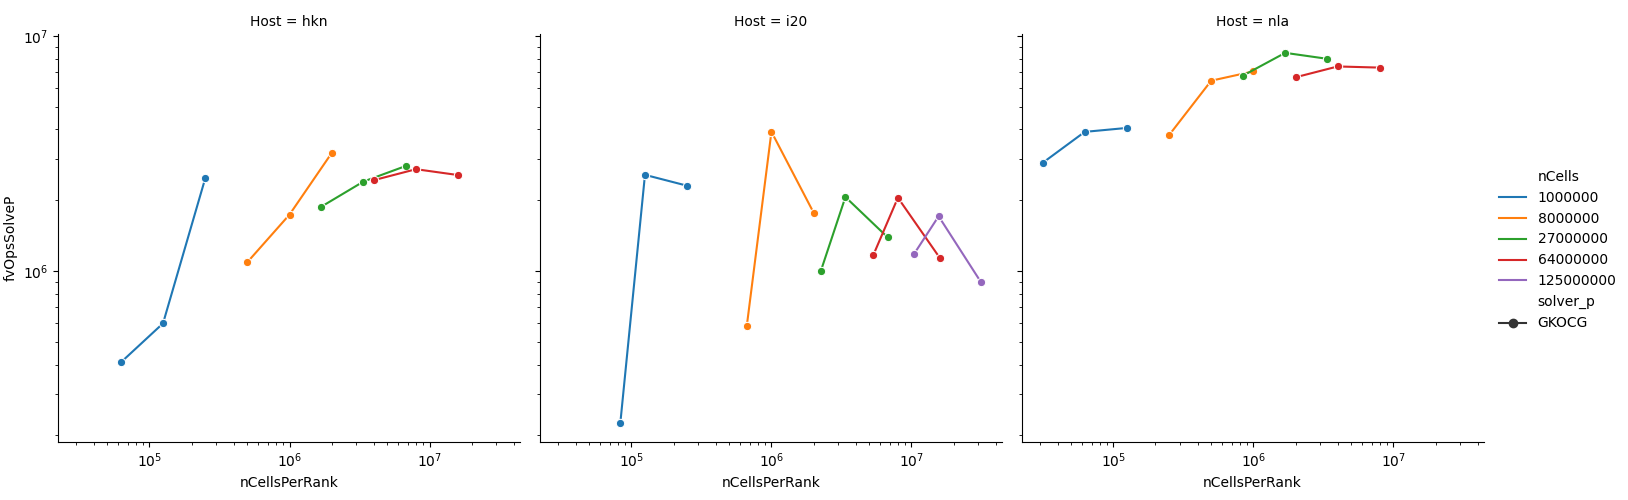 Host = hkn
Host = i20
Host = nla
fvOpsSolveP
10⁷
10⁶
10⁵
10⁶
10⁷
nCellsPerRank
10⁵
10⁶
10⁷
nCellsPerRank
10⁵
10⁶
10⁷
nCellsPerRank
nCells
1000000
8000000
27000000
64000000
125000000
solver_p
GKOCG